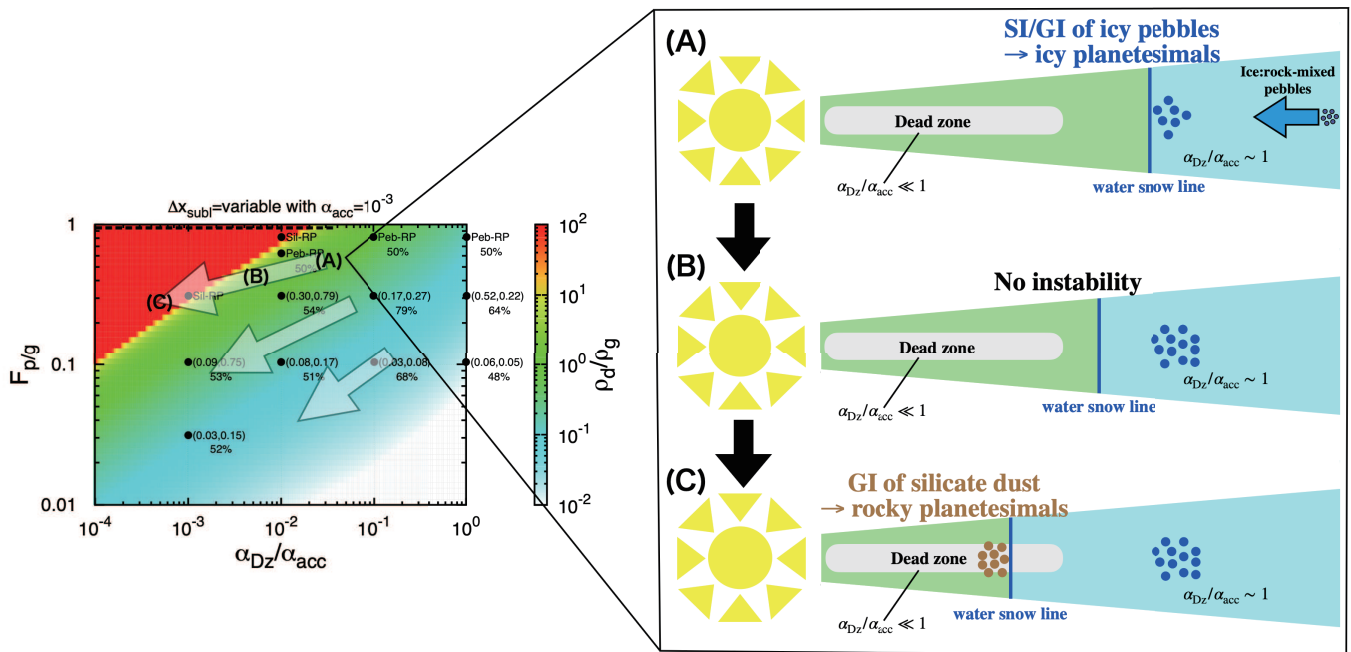 Δx_subl=variable with α_acc=10^-3
F_p/g
1
0.1
0.01
10^-4
10^-3
10^-2
10^-1
10^0
α_Dz/α_acc
Sil-RP
Peb-RP
50%
Peb-RP
50%
Peb-RP
50%
(A)
(B)
(C)
Sil-RP
(0.30,0.79)
54%
(0.17,0.27)
79%
(0.52,0.22)
64%
(0.09,0.75)
53%
(0.08,0.17)
51%
(0.03,0.08)
68%
(0.06,0.05)
48%
(0.03,0.15)
52%
10^2
10^1
10^0
10^-1
10^-2
ρ_d/ρ_g
(A)
SI/GI of icy pebbles
→ icy planetesimals
Ice:rock-mixed
pebbles
Dead zone
α_Dz/α_acc ≪ 1
α_Dz/α_acc ~ 1
water snow line
(B)
No instability
Dead zone
α_Dz/α_acc ≪ 1
α_Dz/α_acc ~ 1
water snow line
(C)
GI of silicate dust
→ rocky planetesimals
Dead zone
α_Dz/α_acc ≪ 1
α_Dz/α_acc ~ 1
water snow line